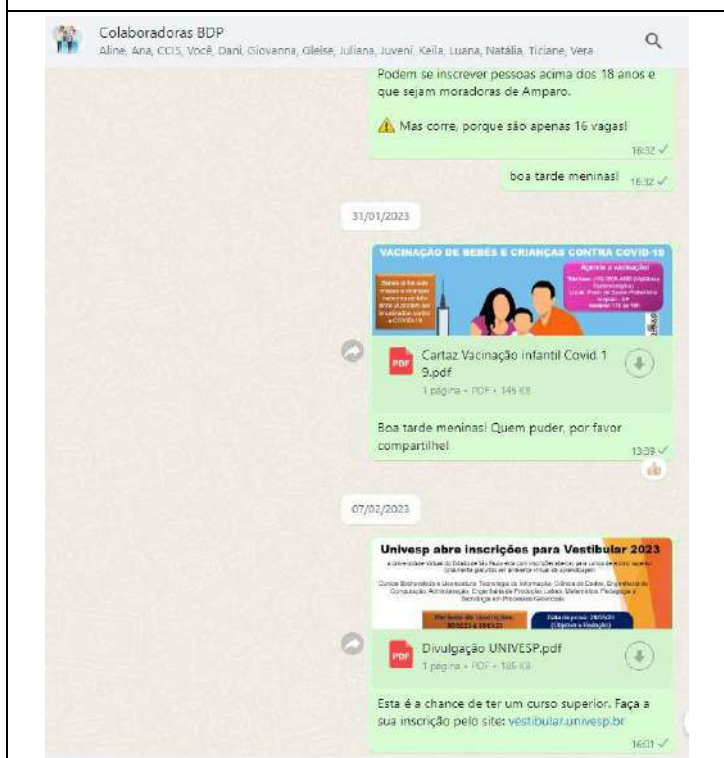 Colaboradoras BDP
Aline, Ana, CCIS, Você, Dani, Giovanna, Gleise, Juliana, Juveni, Keila, Luana, Natália, Ticiane, Vera
Podem se inscrever pessoas acima dos 18 anos e
que sejam moradoras de Amparo.
⚠️ Mas corre, porque são apenas 16 vagas!
16:32
boa tarde meninas!
16:32
31/01/2023
VACINAÇÃO DE BEBÊS E CRIANÇAS CONTRA COVID-19
Agende a vacinação!
PDF
Cartaz Vacinação infantil Covid 1
9.pdf
1 página • PDF • 145 KB
Boa tarde meninas! Quem puder, por favor
compartilhe!
13:39
07/02/2023
Univesp abre inscrições para Vestibular 2023
PDF
Divulgação UNIVESP.pdf
1 página • PDF • 186 KB
Esta é a chance de ter um curso superior. Faça a
sua inscrição pelo site: vestibular.univesp.br
16:01